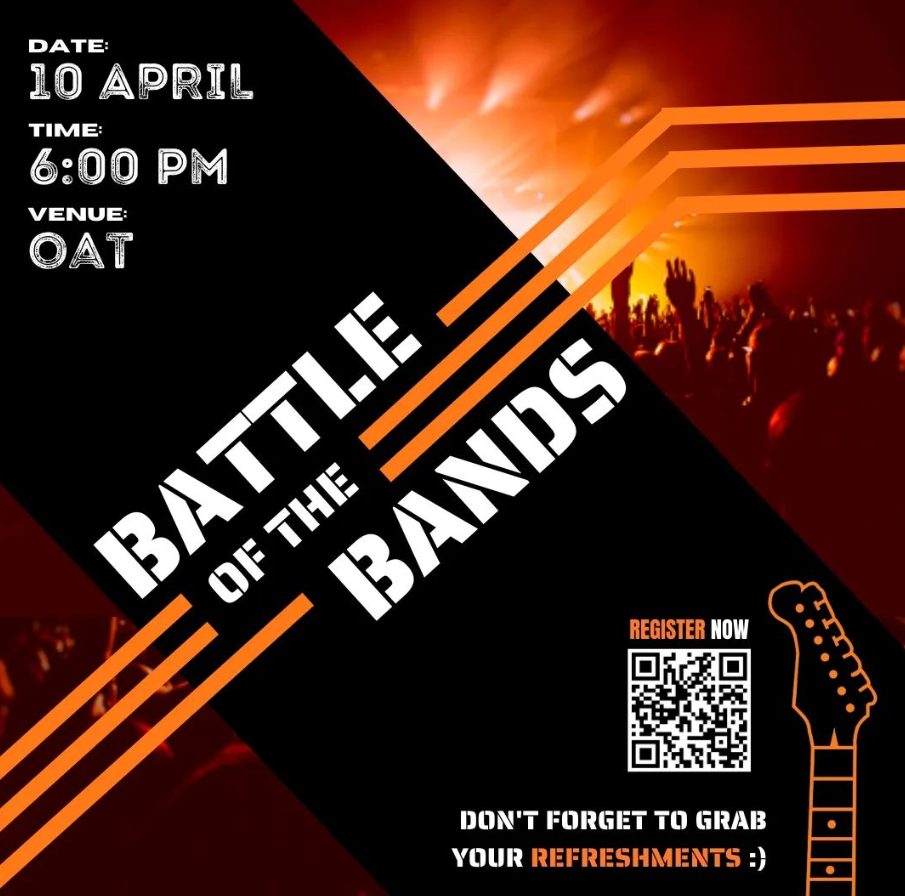 DATE:
10 APRIL
TIME:
6:00 PM
VENUE:
OAT
BATTLE
OF THE
BANDS
REGISTER NOW
DON'T FORGET TO GRAB
YOUR REFRESHMENTS :)